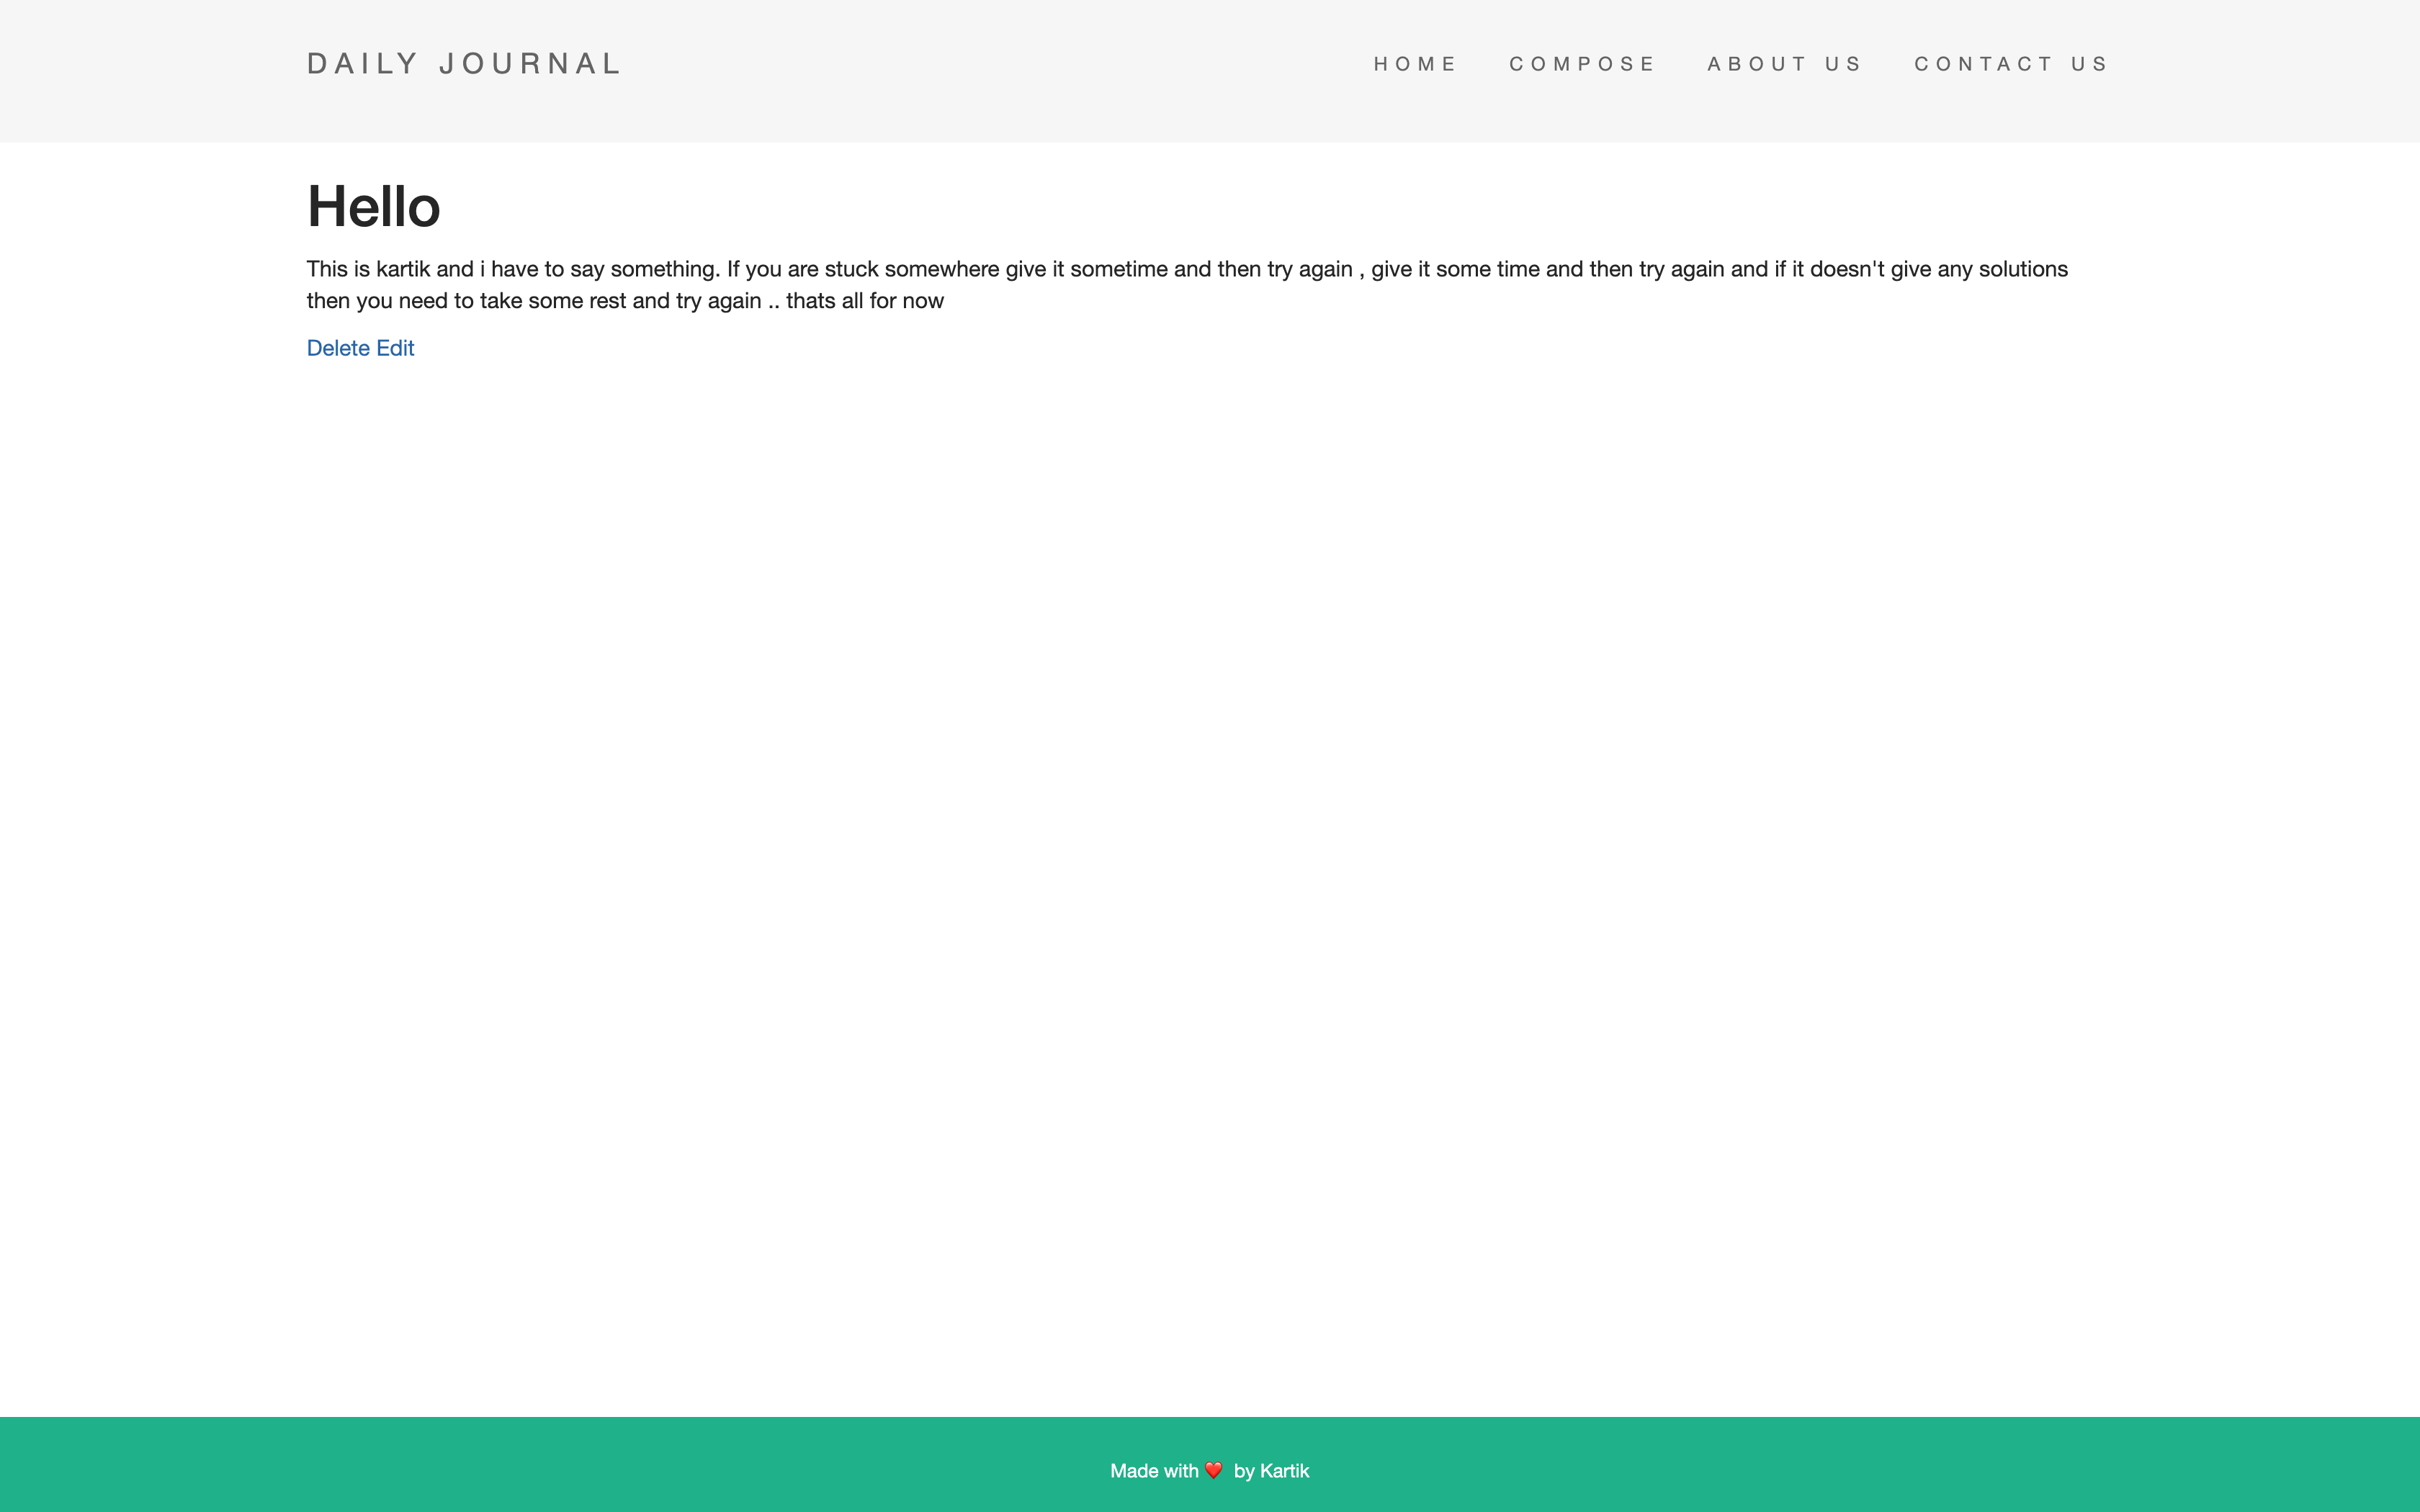 DAILY JOURNAL
HOME COMPOSE ABOUT US CONTACT US
Hello
This is kartik and i have to say something. If you are stuck somewhere give it sometime and then try again , give it some time and then try again and if it doesn't give any solutions
then you need to take some rest and try again .. thats all for now
Delete Edit
Made with ❤️ by Kartik